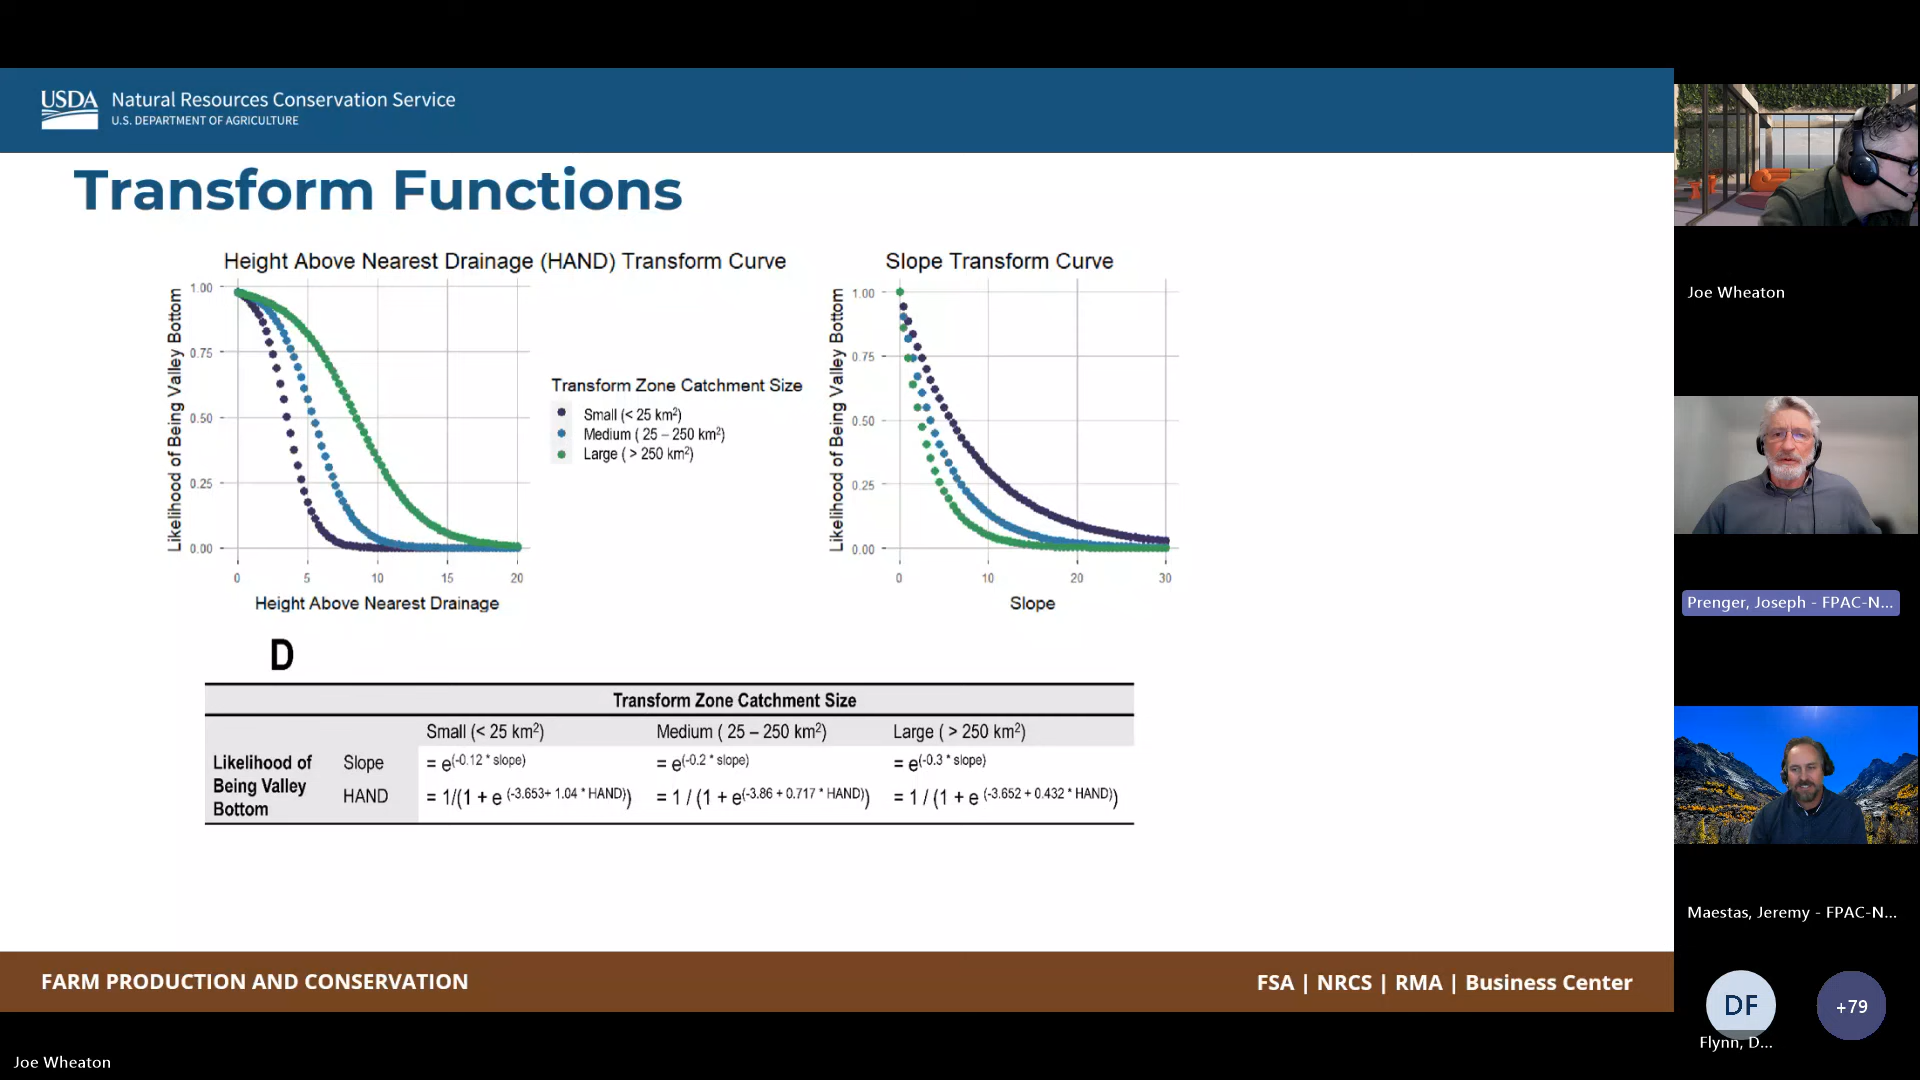 USDA
Natural Resources Conservation Service
U.S. DEPARTMENT OF AGRICULTURE
Transform Functions
Height Above Nearest Drainage (HAND) Transform Curve
Likelihood of Being Valley Bottom
1.00
0.75
0.50
0.25
0.00
0 5 10 15 20
Height Above Nearest Drainage
Transform Zone Catchment Size
Small (< 25 km²)
Medium ( 25 – 250 km²)
Large ( > 250 km²)
Slope Transform Curve
Likelihood of Being Valley Bottom
1.00
0.75
0.50
0.25
0.00
0 10 20 30
Slope
D
Transform Zone Catchment Size
Small (< 25 km²) Medium ( 25 – 250 km²) Large ( > 250 km²)
Likelihood of Being Valley Bottom
Slope = e(-0.12 * slope) = e(-0.2 * slope) = e(-0.3 * slope)
HAND = 1/(1 + e (-3.653+ 1.04 * HAND)) = 1 / (1 + e(-3.86 + 0.717 * HAND)) = 1 / (1 + e (-3.652 + 0.432 * HAND))
FARM PRODUCTION AND CONSERVATION
FSA | NRCS | RMA | Business Center
Joe Wheaton
Joe Wheaton
Prenger, Joseph - FPAC-N...
Maestas, Jeremy - FPAC-N...
DF
Flynn, D...
+79